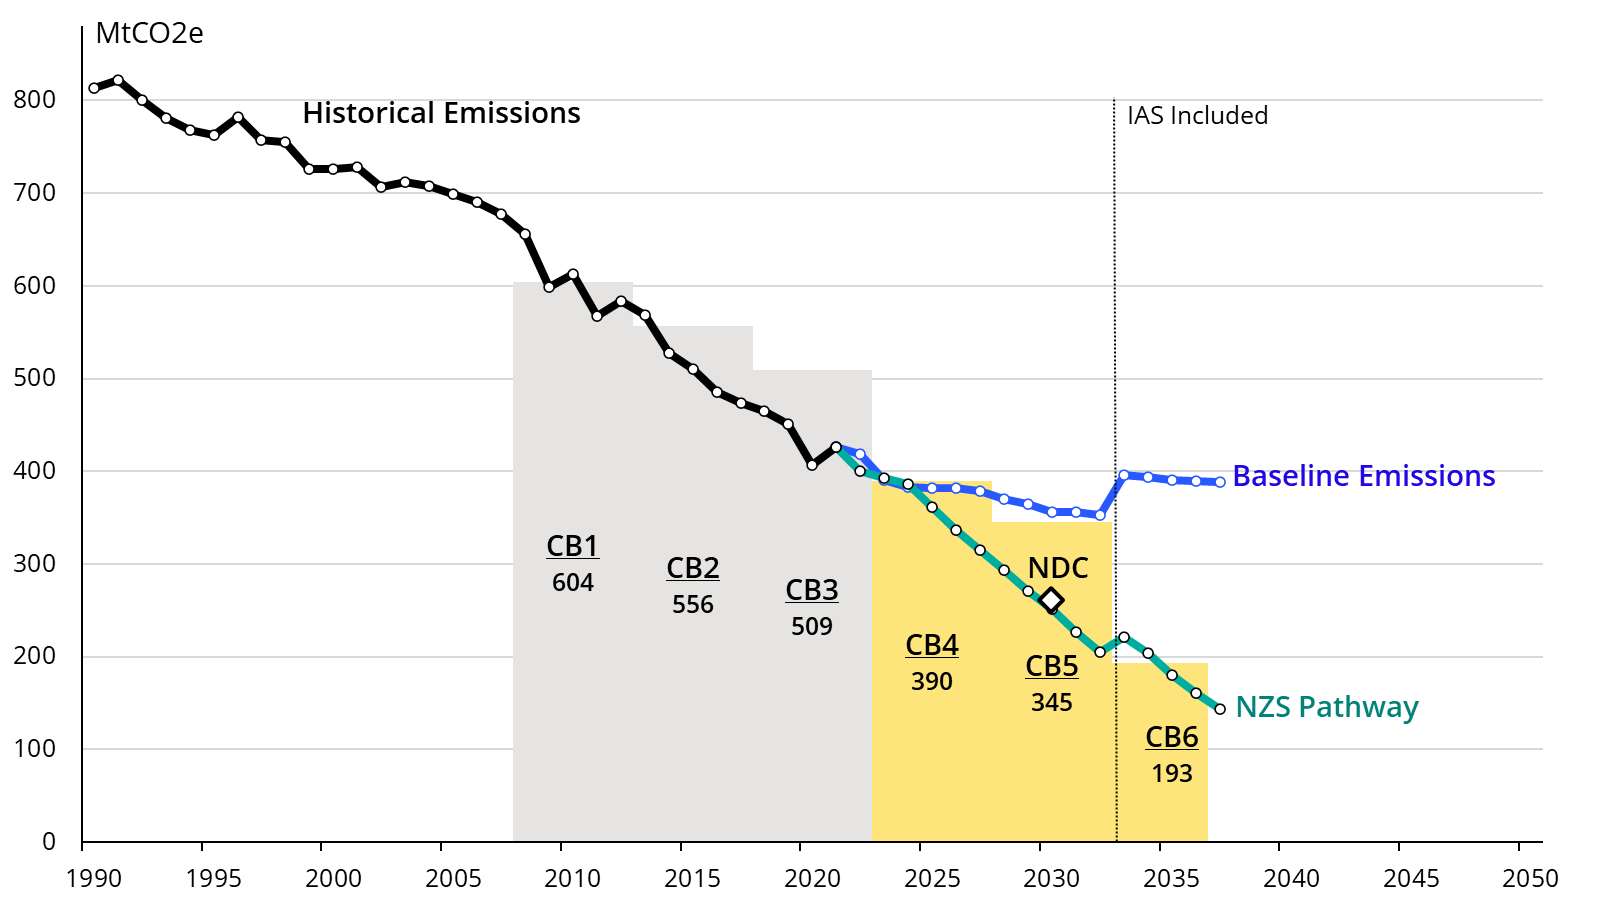 MtCO2e
800
700
600
500
400
300
200
100
0
Historical Emissions
IAS Included
Baseline Emissions
NDC
NZS Pathway
CB1
604
CB2
556
CB3
509
CB4
390
CB5
345
CB6
193
1990 1995 2000 2005 2010 2015 2020 2025 2030 2035 2040 2045 2050